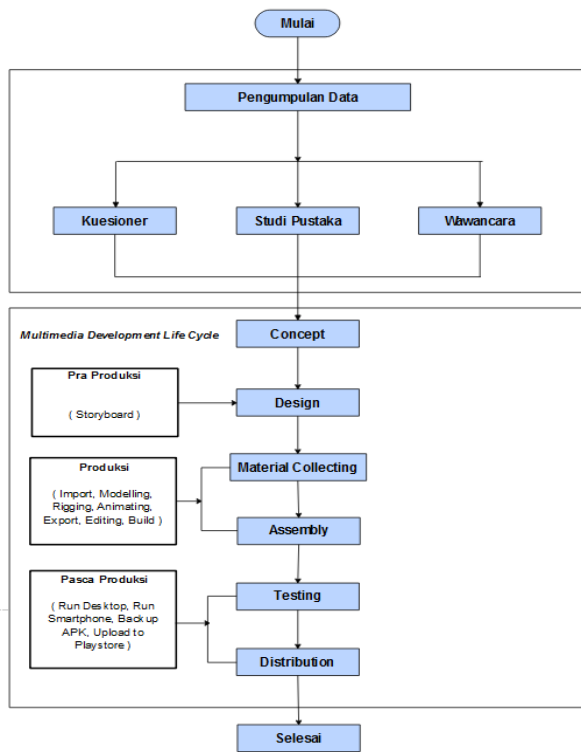 Mulai
Pengumpulan Data
Kuesioner
Studi Pustaka
Wawancara
Multimedia Development Life Cycle
Concept
Pra Produksi
( Storyboard )
Design
Produksi
( Import, Modelling,
Rigging, Animating,
Export, Editing, Build )
Material Collecting
Assembly
Pasca Produksi
( Run Desktop, Run
Smartphone, Backup
APK, Upload to
Playstore )
Testing
Distribution
Selesai